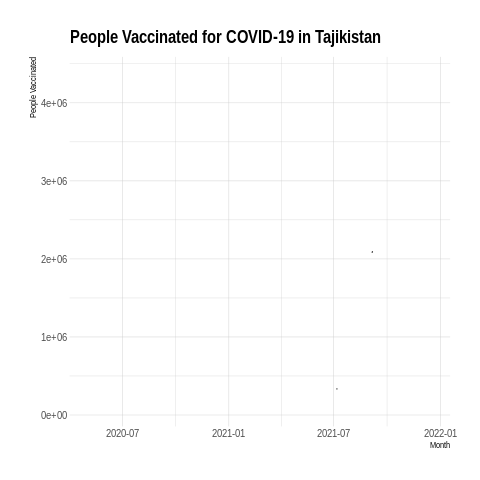 People Vaccinated for COVID-19 in Tajikistan
People Vaccinated
4e+06
3e+06
2e+06
1e+06
0e+00
2020-07 2021-01 2021-07 2022-01
Month